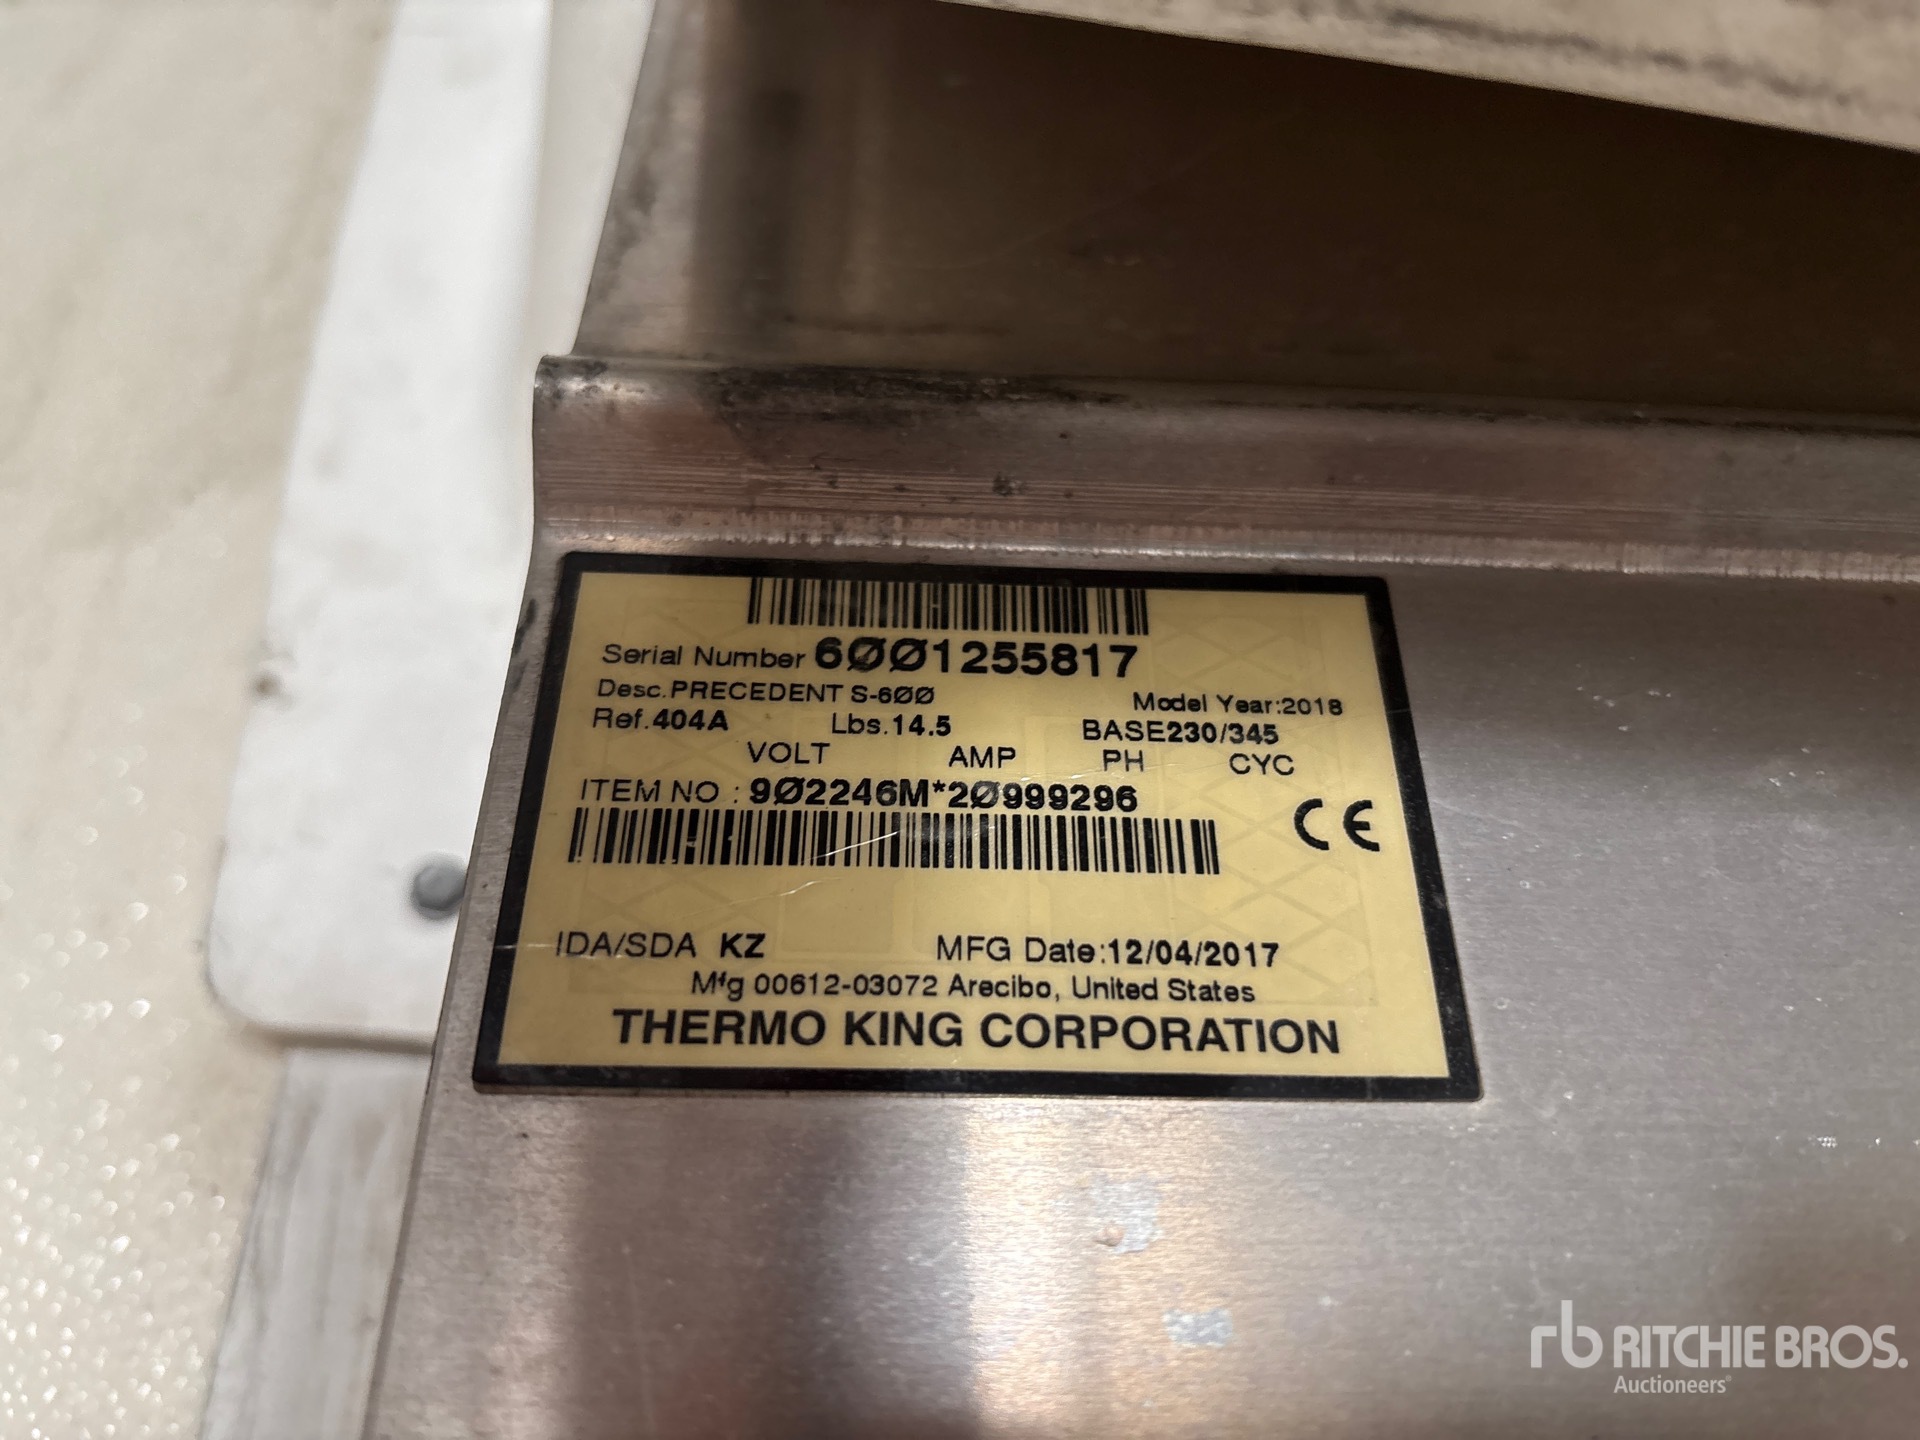 Serial Number 6ØØ1255817
Desc.PRECEDENT S-6ØØ Model Year:2018
Ref.404A Lbs.14.5 BASE230/345
VOLT AMP PH CYC
ITEM NO : 9Ø2246M*2Ø999296
CE
IDA/SDA KZ MFG Date:12/04/2017
Mfg 00612-03072 Arecibo, United States
THERMO KING CORPORATION
rb RITCHIE BROS.
Auctioneers